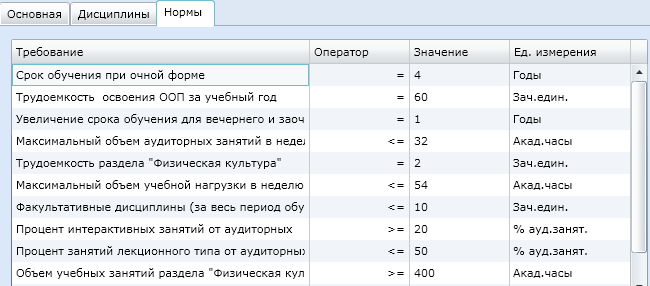 Основная Дисциплины Нормы
Требование Оператор Значение Ед. измерения
Срок обучения при очной форме = 4 Годы
Трудоемкость освоения ООП за учебный год = 60 Зач.един.
Увеличение срока обучения для вечернего и заоч = 1 Годы
Максимальный объем аудиторных занятий в недел <= 32 Акад.часы
Трудоемкость раздела "Физическая культура" = 2 Зач.един.
Максимальный объем учебной нагрузки в неделю <= 54 Акад.часы
Факультативные дисциплины (за весь период обу <= 10 Зач.един.
Процент интерактивных занятий от аудиторных >= 20 % ауд.занят.
Процент занятий лекционного типа от аудиторных <= 50 % ауд.занят.
Объем учебных занятий раздела "Физическая кул >= 400 Акад.часы